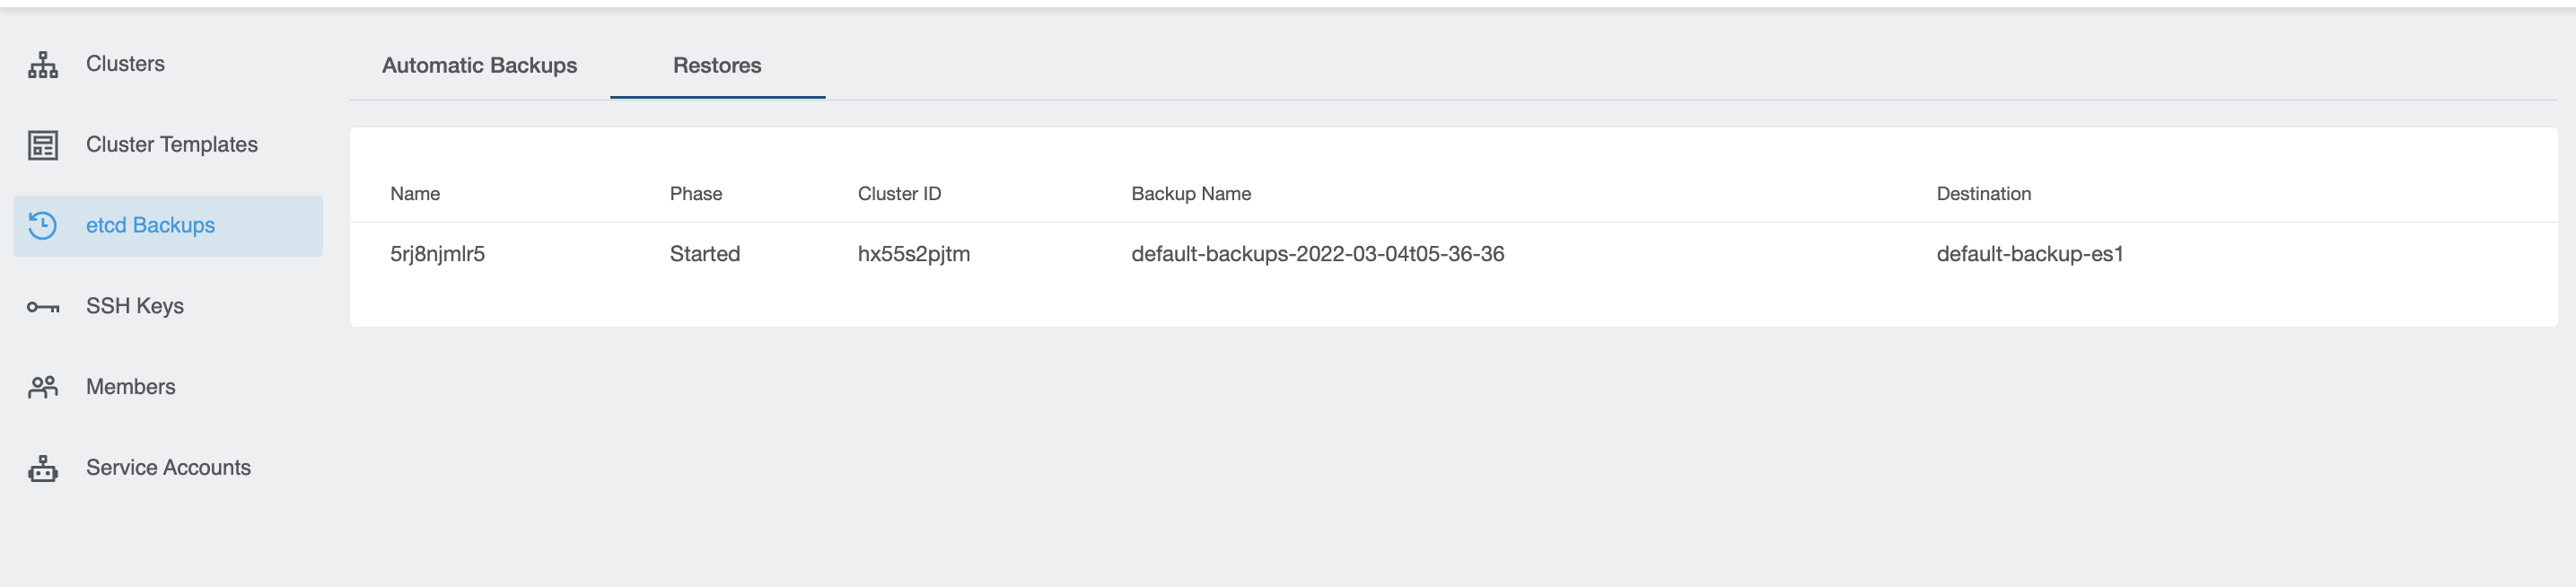 Clusters
Cluster Templates
etcd Backups
SSH Keys
Members
Service Accounts
Automatic Backups Restores
Name Phase Cluster ID Backup Name Destination
5rj8njmlr5 Started hx55s2pjtm default-backups-2022-03-04t05-36-36 default-backup-es1